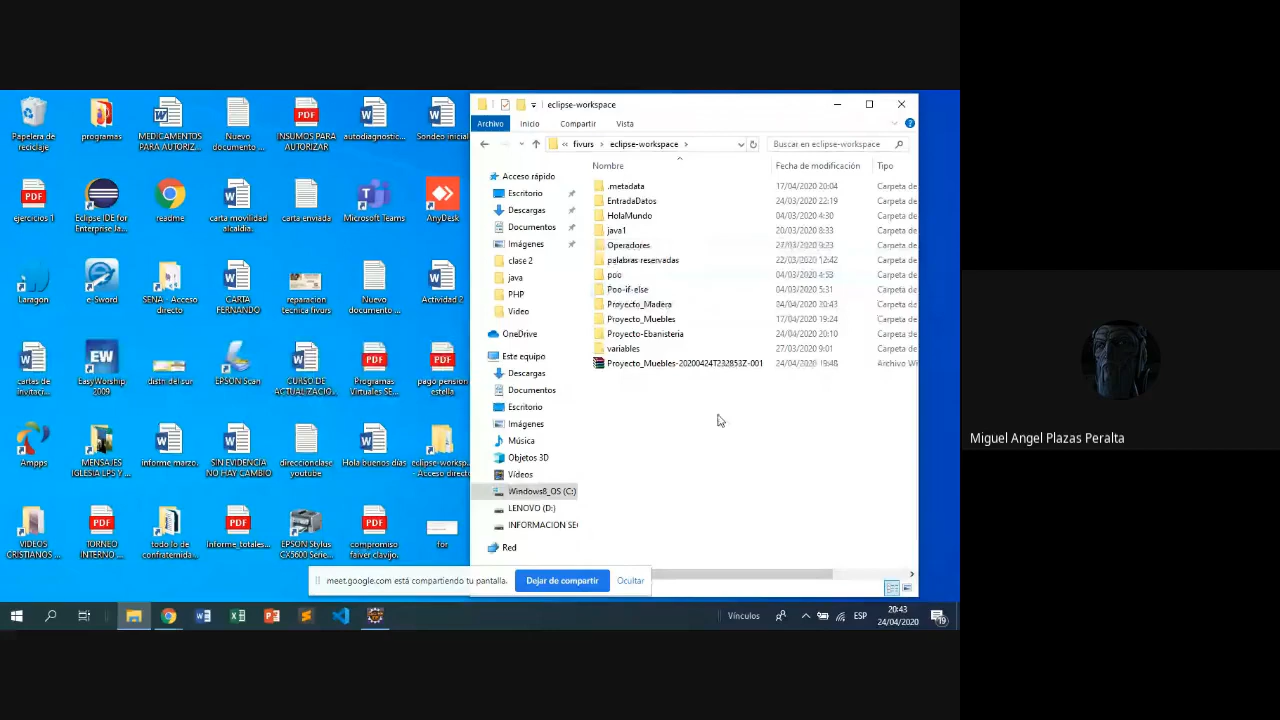 Papelera de
reciclaje
programas
MEDICAMENTOS
PARA AUTORIZ...
Nuevo
documento ...
INSUMOS PARA
AUTORIZAR
autodiagnostic...
Sondeo inicial
ejercicios 1
Eclipse IDE for
Enterprise Ja...
readme
carta movilidad
alcaldia.
carta enviada
Microsoft Teams
AnyDesk
Laragon
e-Sword
SENA - Acceso
directo
CARTA
FERNANDO
reparacion
tecnica fivurs
Nuevo
documento ...
Actividad 2
cartas de
invitaci...
EasyWorship
2009
distri del sur
EPSON Scan
CURSO DE
ACTUALIZACIO...
Programas
Virtuales SE...
pago pension
estella
Ampps
MENSAJES
IGLESIA LPS Y ...
informe marzo.
SIN EVIDENCIA
NO HAY CAMBIO
direccionclase
youtube
Hola buenos dias
eclipse-worksp...
- Acceso directo
VIDEOS
CRISTIANOS ...
TORNEO
INTERNO ...
todo lo de
confratemida...
Informe_totales...
EPSON Stylus
CX5600 Serie...
compromiso
faiver clavijo.
for
eclipse-workspace
Archivo
Inicio
Compartir
Vista
« fivurs > eclipse-workspace >
Buscar en eclipse-workspace
Nombre
Fecha de modificación
Tipo
Acceso rápido
Escritorio
Descargas
Documentos
Imágenes
clase 2
java
PHP
Video
OneDrive
Este equipo
Descargas
Documentos
Escritorio
Imágenes
Música
Objetos 3D
Vídeos
Windows8_OS (C:)
LENOVO (D:)
INFORMACION SE(
Red
.metadata 17/04/2020 20:04 Carpeta de
EntradaDatos 24/03/2020 22:19 Carpeta de
HolaMundo 04/03/2020 4:30 Carpeta de
java1 20/03/2020 8:33 Carpeta de
Operadores 27/03/2020 9:23 Carpeta de
palabras reservadas 22/03/2020 12:42 Carpeta de
poo 04/03/2020 4:53 Carpeta de
Poo-if-else 04/03/2020 5:31 Carpeta de
Proyecto_Madera 04/04/2020 20:43 Carpeta de
Proyecto_Muebles 17/04/2020 19:24 Carpeta de
Proyecto-Ebanisteria 24/04/2020 20:10 Carpeta de
variables 27/03/2020 9:01 Carpeta de
Proyecto_Muebles-20200424T232853Z-001 24/04/2020 19:48 Archivo Wi
meet.google.com está compartiendo tu pantalla.
Dejar de compartir
Ocultar
Vínculos
ESP
20:43
24/04/2020
19
Miguel Angel Plazas Peralta